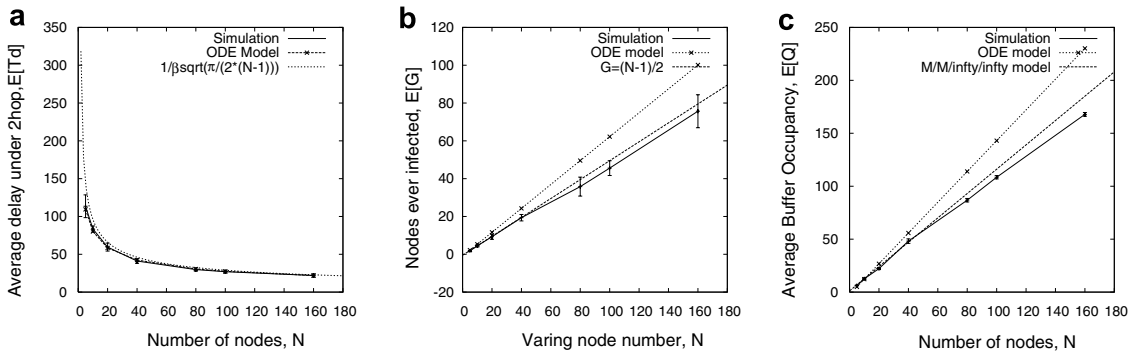 a
Average delay under 2hop,E[Td]
350
300
250
200
150
100
50
0
Simulation
ODE Model
1/βsqrt(π/(2*(N-1)))
0 20 40 60 80 100 120 140 160 180
Number of nodes, N
b
Nodes ever infected, E[G]
120
100
80
60
40
20
0
Simulation
ODE model
G=(N-1)/2
0 20 40 60 80 100 120 140 160 180
Varing node number, N
c
Average Buffer Occupancy, E[Q]
250
200
150
100
50
0
Simulation
ODE model
M/M/infty/infty model
0 20 40 60 80 100 120 140 160 180
Number of nodes, N